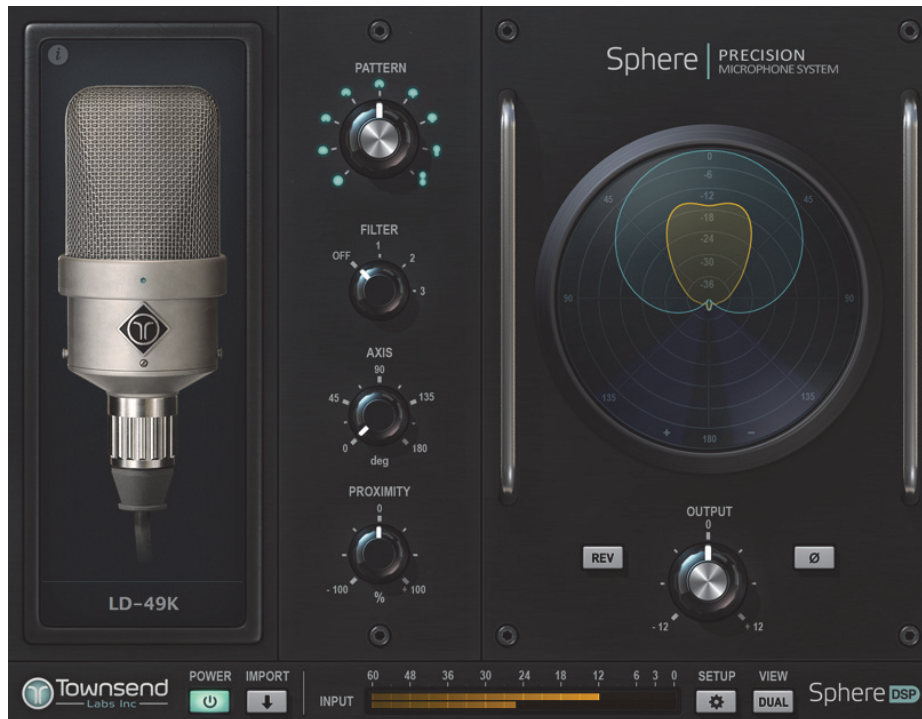 i
PATTERN
Sphere | PRECISION
MICROPHONE SYSTEM
FILTER
OFF 1 2 3
AXIS
0 45 90 135 180
deg
PROXIMITY
0
- 100 % + 100
LD-49K
0
-6
-12
-18
-24
-30
-36
45 45
90 90
135 135
+ 180 −
OUTPUT
0
REV Ø
- 12 + 12
Townsend
Labs Inc
POWER IMPORT
INPUT 60 48 36 30 24 18 12 6 3 0
SETUP VIEW
DUAL
Sphere DSP